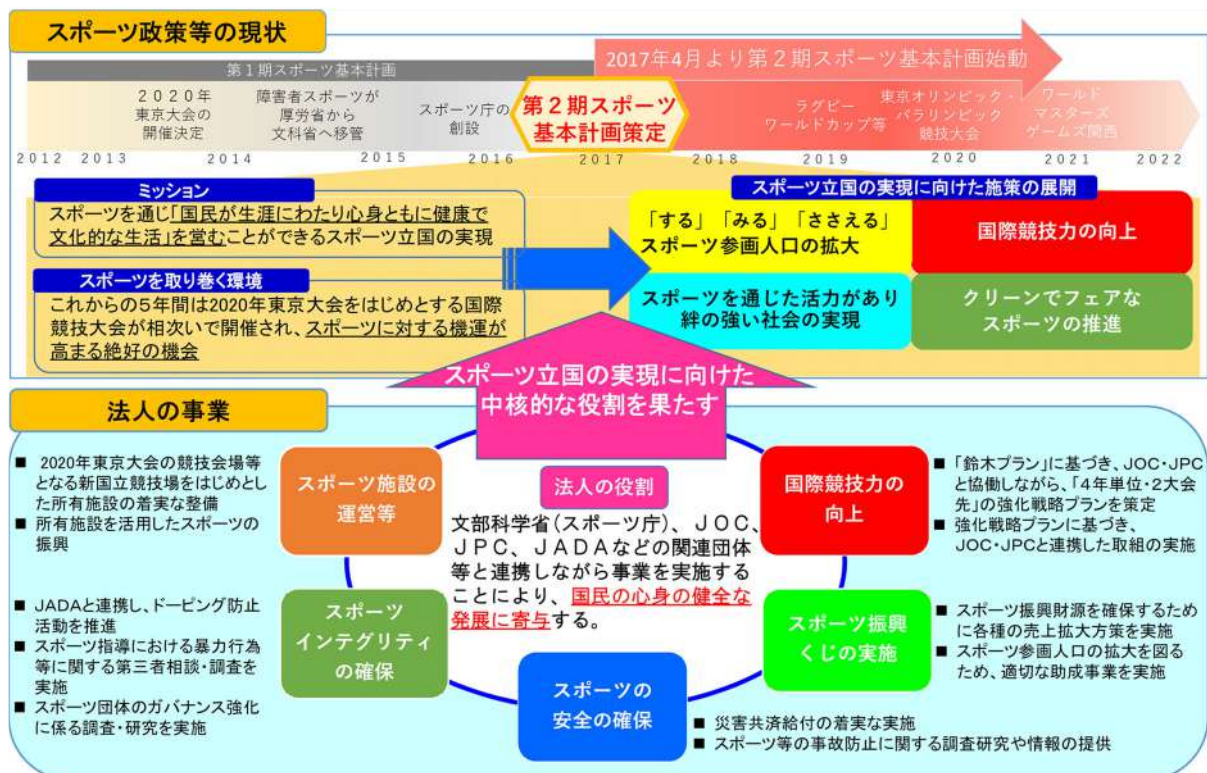 スポーツ政策等の現状
2017年4月より第2期スポーツ基本計画始動
第1期スポーツ基本計画
2020年
東京大会の
開催決定
障害者スポーツが
厚労省から
文科省へ移管
スポーツ庁の
創設
第2期スポーツ
基本計画策定
ラグビー
ワールドカップ等
東京オリンピック・
パラリンピック
競技大会
ワールド
マスターズ
ゲームズ関西
2012 2013 2014 2015 2016 2017 2018 2019 2020 2021 2022
ミッション
スポーツを通じ「国民が生涯にわたり心身ともに健康で
文化的な生活」を営むことができるスポーツ立国の実現
スポーツを取り巻く環境
これからの5年間は2020年東京大会をはじめとする国際
競技大会が相次いで開催され、スポーツに対する機運が
高まる絶好の機会
スポーツ立国の実現に向けた施策の展開
「する」「みる」「ささえる」
スポーツ参画人口の拡大
国際競技力の向上
スポーツを通じた活力があり
絆の強い社会の実現
クリーンでフェアな
スポーツの推進
スポーツ立国の実現に向けた
中核的な役割を果たす
法人の事業
■ 2020年東京大会の競技会場等
となる新国立競技場をはじめとし
た所有施設の着実な整備
■ 所有施設を活用したスポーツの
振興
スポーツ施設の
運営等
法人の役割
文部科学省(スポーツ庁)、JOC、
JPC、JADAなどの関連団体
等と連携しながら事業を実施する
ことにより、国民の心身の健全な
発展に寄与する。
国際競技力の
向上
■ 「鈴木プラン」に基づき、JOC・JPC
と協働しながら、「4年単位・2大会
先」の強化戦略プランを策定
■ 強化戦略プランに基づき、
JOC・JPCと連携した取組の実施
■ JADAと連携し、ドーピング防止
活動を推進
■ スポーツ指導における暴力行為
等に関する第三者相談・調査を
実施
■ スポーツ団体のガバナンス強化
に係る調査・研究を実施
スポーツ
インテグリティ
の確保
スポーツ振興
くじの実施
■ スポーツ振興財源を確保するため
に各種の売上拡大方策を実施
■ スポーツ参画人口の拡大を図る
ため、適切な助成事業を実施
スポーツの
安全の確保
■ 災害共済給付の着実な実施
■ スポーツ等の事故防止に関する調査研究や情報の提供